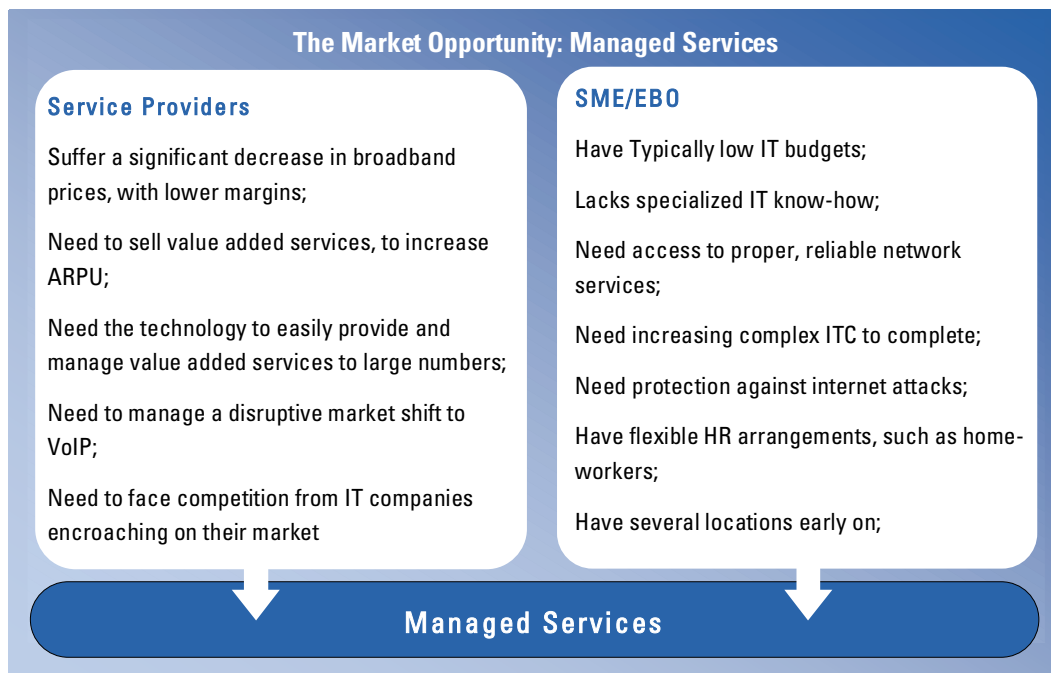 The Market Opportunity: Managed Services
Service Providers
Suffer a significant decrease in broadband
prices, with lower margins;
Need to sell value added services, to increase
ARPU;
Need the technology to easily provide and
manage value added services to large numbers;
Need to manage a disruptive market shift to
VoIP;
Need to face competition from IT companies
encroaching on their market
SME/EBO
Have Typically low IT budgets;
Lacks specialized IT know-how;
Need access to proper, reliable network
services;
Need increasing complex ITC to complete;
Need protection against internet attacks;
Have flexible HR arrangements, such as home-
workers;
Have several locations early on;
Managed Services